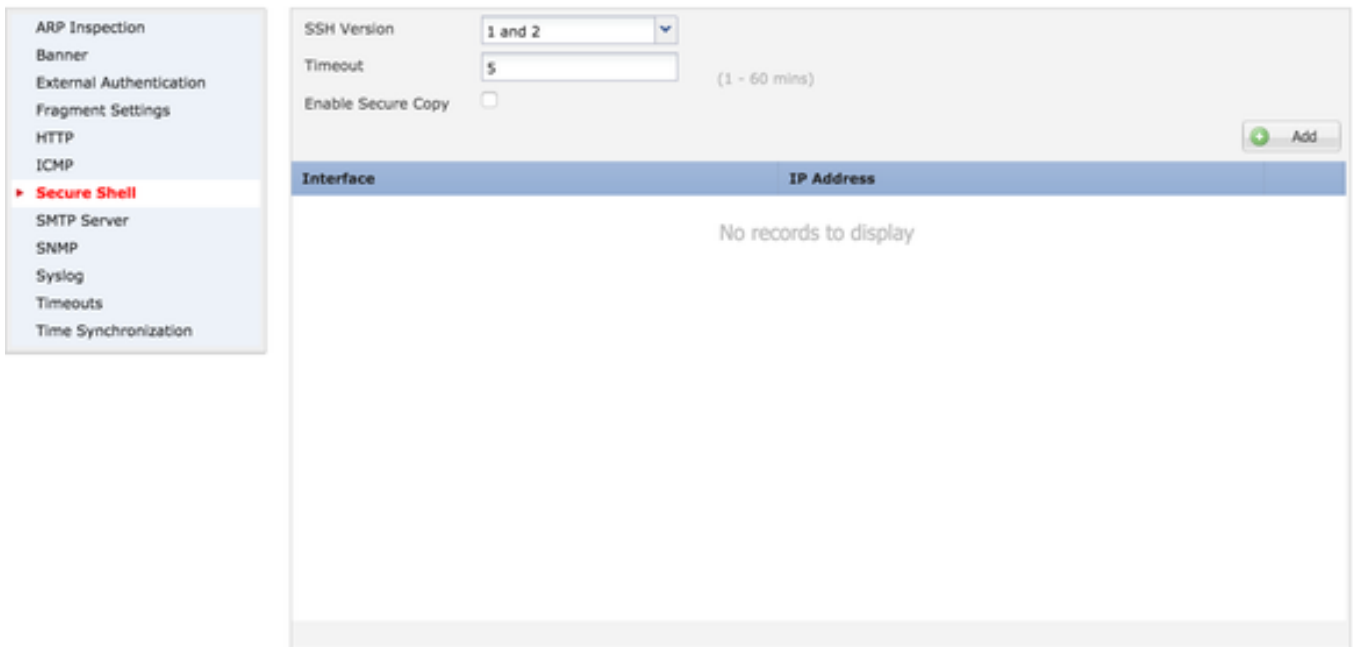 ARP Inspection
Banner
External Authentication
Fragment Settings
HTTP
ICMP
Secure Shell
SMTP Server
SNMP
Syslog
Timeouts
Time Synchronization
SSH Version 1 and 2
Timeout 5 (1 - 60 mins)
Enable Secure Copy
Add
Interface IP Address
No records to display